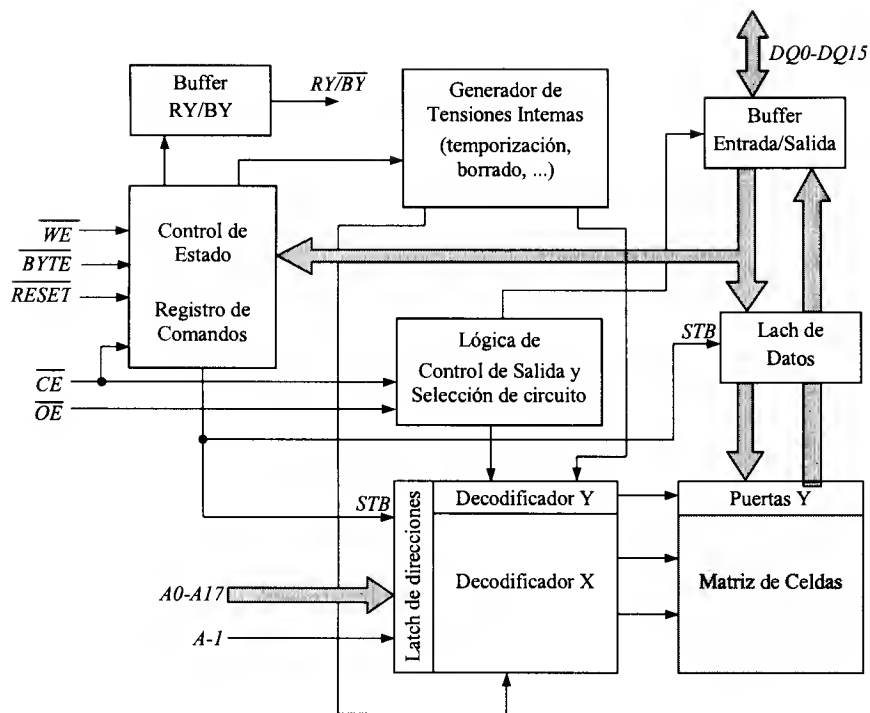 DQ0-DQ15
Buffer
RY/BY
RY/BY
Generador de
Tensiones Internas
(temporización,
borrado, ...)
Buffer
Entrada/Salida
WE
BYTE
RESET
Control de
Estado
Registro de
Comandos
Lógica de
Control de Salida y
Selección de circuito
STB
Lach de
Datos
CE
OE
STB
Latch de direcciones
Decodificador Y
Decodificador X
Puertas Y
Matriz de Celdas
A0-A17
A-1